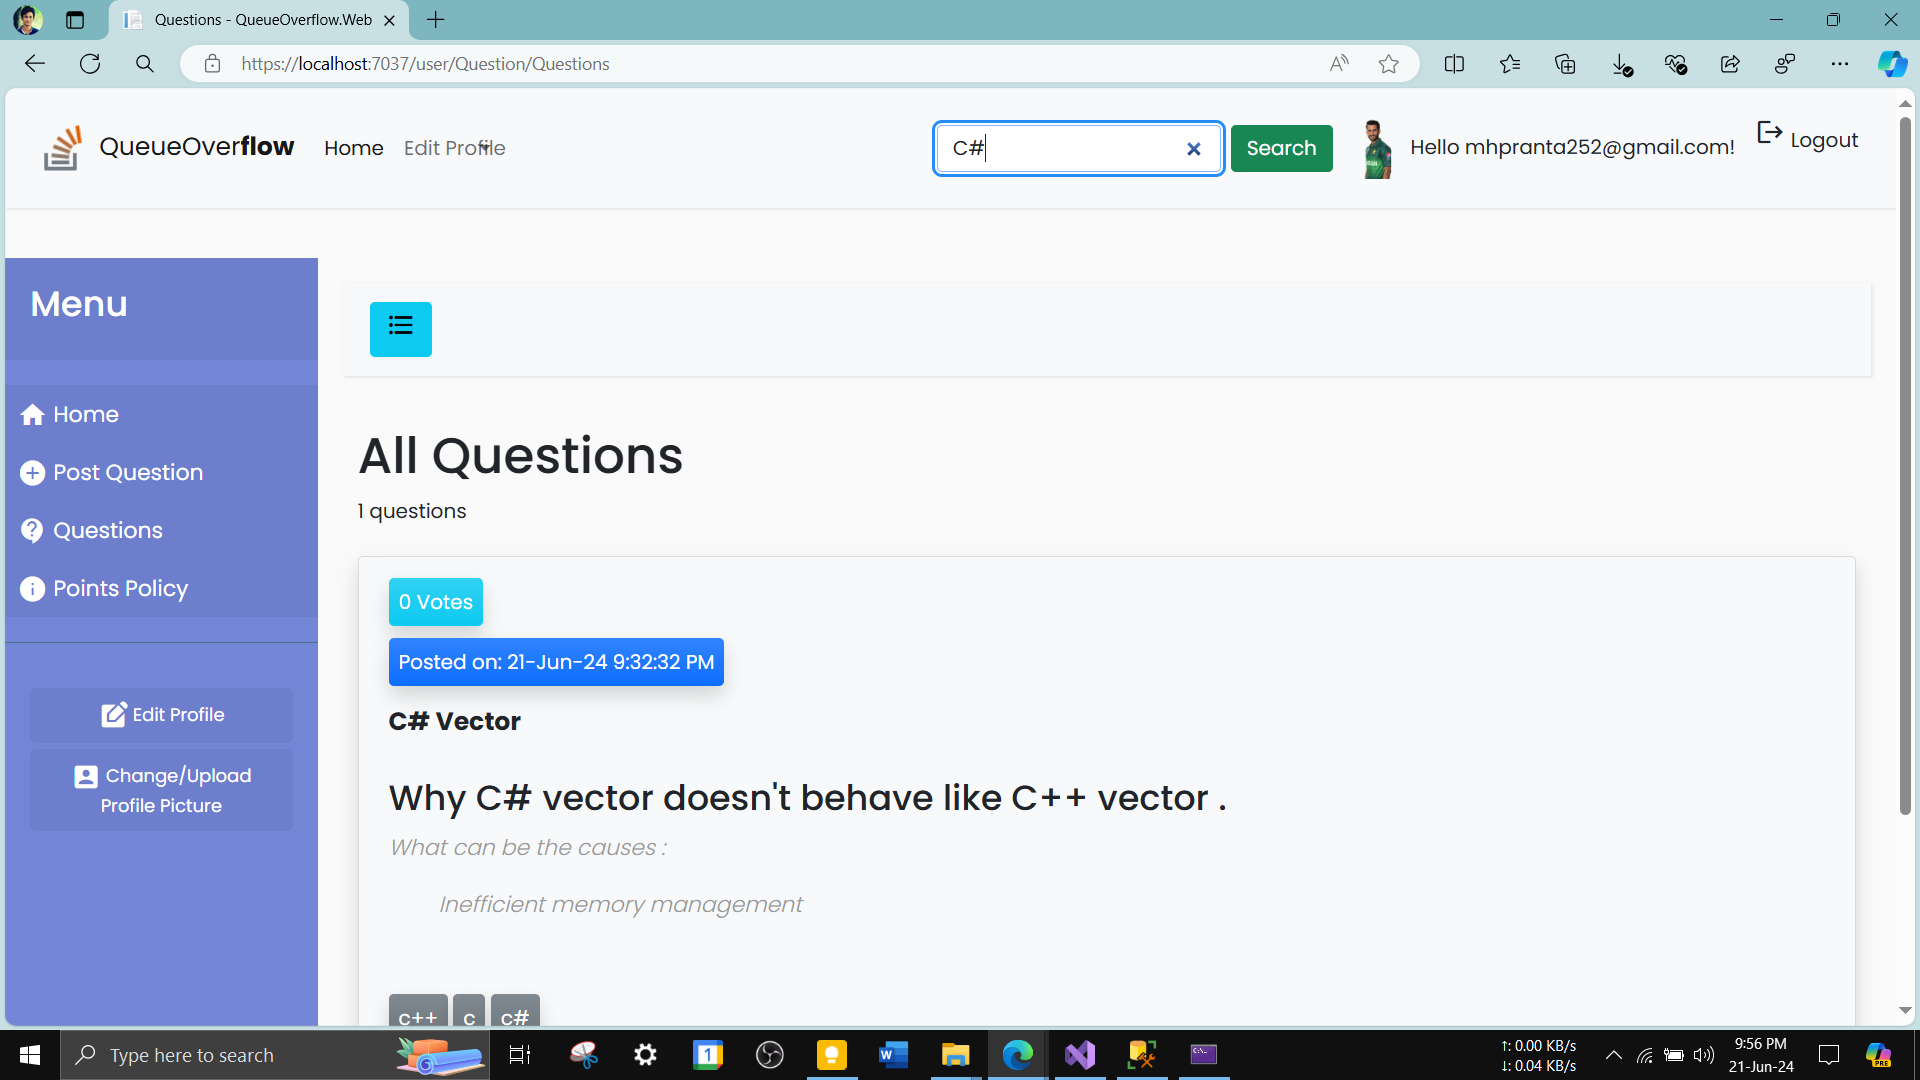 Questions - QueueOverflow.Web
https://localhost:7037/user/Question/Questions
QueueOverflow
Home
Edit Profile
C#
Search
Hello mhpranta252@gmail.com!
Logout
Menu
Home
Post Question
Questions
Points Policy
Edit Profile
Change/Upload
Profile Picture
All Questions
1 questions
0 Votes
Posted on: 21-Jun-24 9:32:32 PM
C# Vector
Why C# vector doesn't behave like C++ vector .
What can be the causes :
Inefficient memory management
c++
c
c#
Type here to search
1
↑: 0.00 KB/s
↓: 0.04 KB/s
9:56 PM
21-Jun-24
PRE